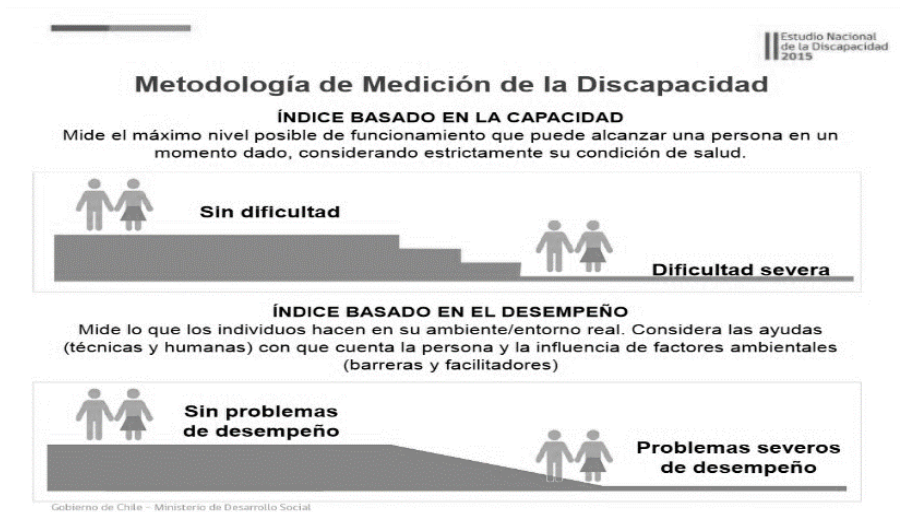 Estudio Nacional
de la Discapacidad
2015
Metodología de Medición de la Discapacidad
ÍNDICE BASADO EN LA CAPACIDAD
Mide el máximo nivel posible de funcionamiento que puede alcanzar una persona en un
momento dado, considerando estrictamente su condición de salud.
Sin dificultad
Dificultad severa
ÍNDICE BASADO EN EL DESEMPEÑO
Mide lo que los individuos hacen en su ambiente/entorno real. Considera las ayudas
(técnicas y humanas) con que cuenta la persona y la influencia de factores ambientales
(barreras y facilitadores)
Sin problemas
de desempeño
Problemas severos
de desempeño
Gobierno de Chile - Ministerio de Desarrollo Social